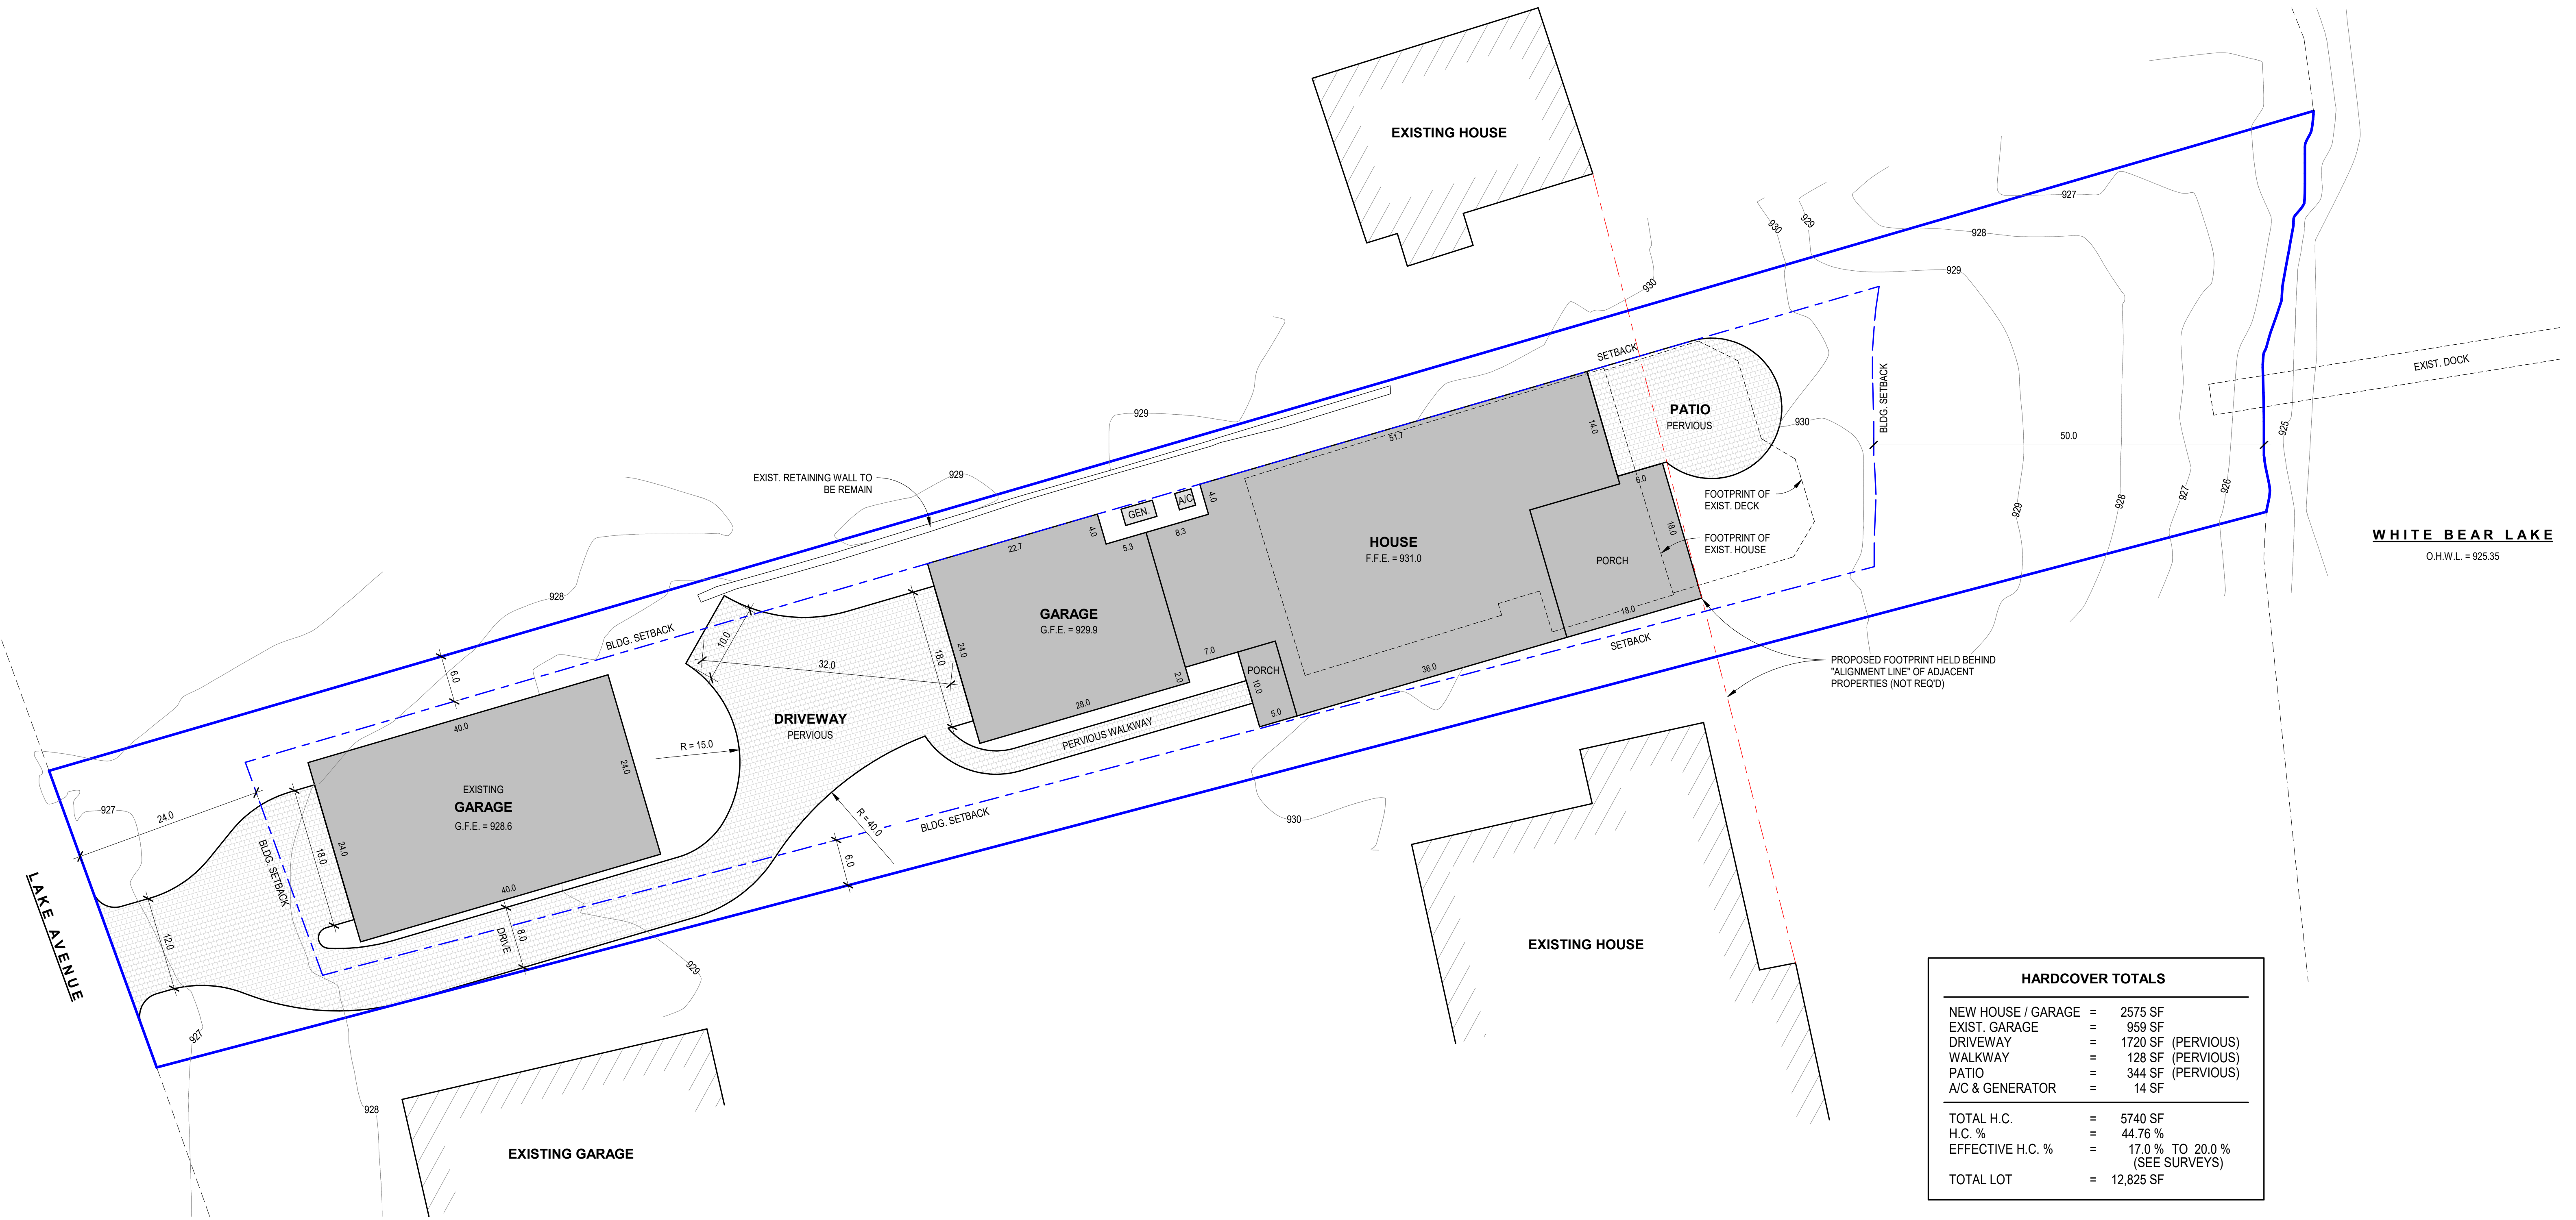 EXISTING HOUSE
927
930
929
928
929
930
SETBACK
BLDG. SETBACK
EXIST. DOCK
929
PATIO
PERVIOUS
930
51.7
14.0
50.0
925
EXIST. RETAINING WALL TO
BE REMAIN
929
6.0
926
927
928
929
FOOTPRINT OF
EXIST. DECK
A/C
GEN.
4.0
4.0
5.3
8.3
22.7
18.0
FOOTPRINT OF
EXIST. HOUSE
HOUSE
F.F.E. = 931.0
PORCH
WHITE BEAR LAKE
O.H.W.L. = 925.35
928
GARAGE
G.F.E. = 929.9
18.0
BLDG. SETBACK
10.0
32.0
18.0
24.0
7.0
2.0
PORCH
10.0
36.0
SETBACK
PROPOSED FOOTPRINT HELD BEHIND
"ALIGNMENT LINE" OF ADJACENT
PROPERTIES (NOT REQ'D)
6.0
28.0
5.0
DRIVEWAY
PERVIOUS
PERVIOUS WALKWAY
R = 15.0
40.0
24.0
EXISTING
GARAGE
G.F.E. = 928.6
927
24.0
R = 40.0
BLDG. SETBACK
930
24.0
18.0
BLDG. SETBACK
6.0
40.0
LAKE AVENUE
12.0
DRIVE
8.0
929
EXISTING HOUSE
927
928
EXISTING GARAGE
HARDCOVER TOTALS
NEW HOUSE / GARAGE = 2575 SF
EXIST. GARAGE = 959 SF
DRIVEWAY = 1720 SF (PERVIOUS)
WALKWAY = 128 SF (PERVIOUS)
PATIO = 344 SF (PERVIOUS)
A/C & GENERATOR = 14 SF
TOTAL H.C. = 5740 SF
H.C. % = 44.76 %
EFFECTIVE H.C. % = 17.0 % TO 20.0 %
(SEE SURVEYS)
TOTAL LOT = 12,825 SF